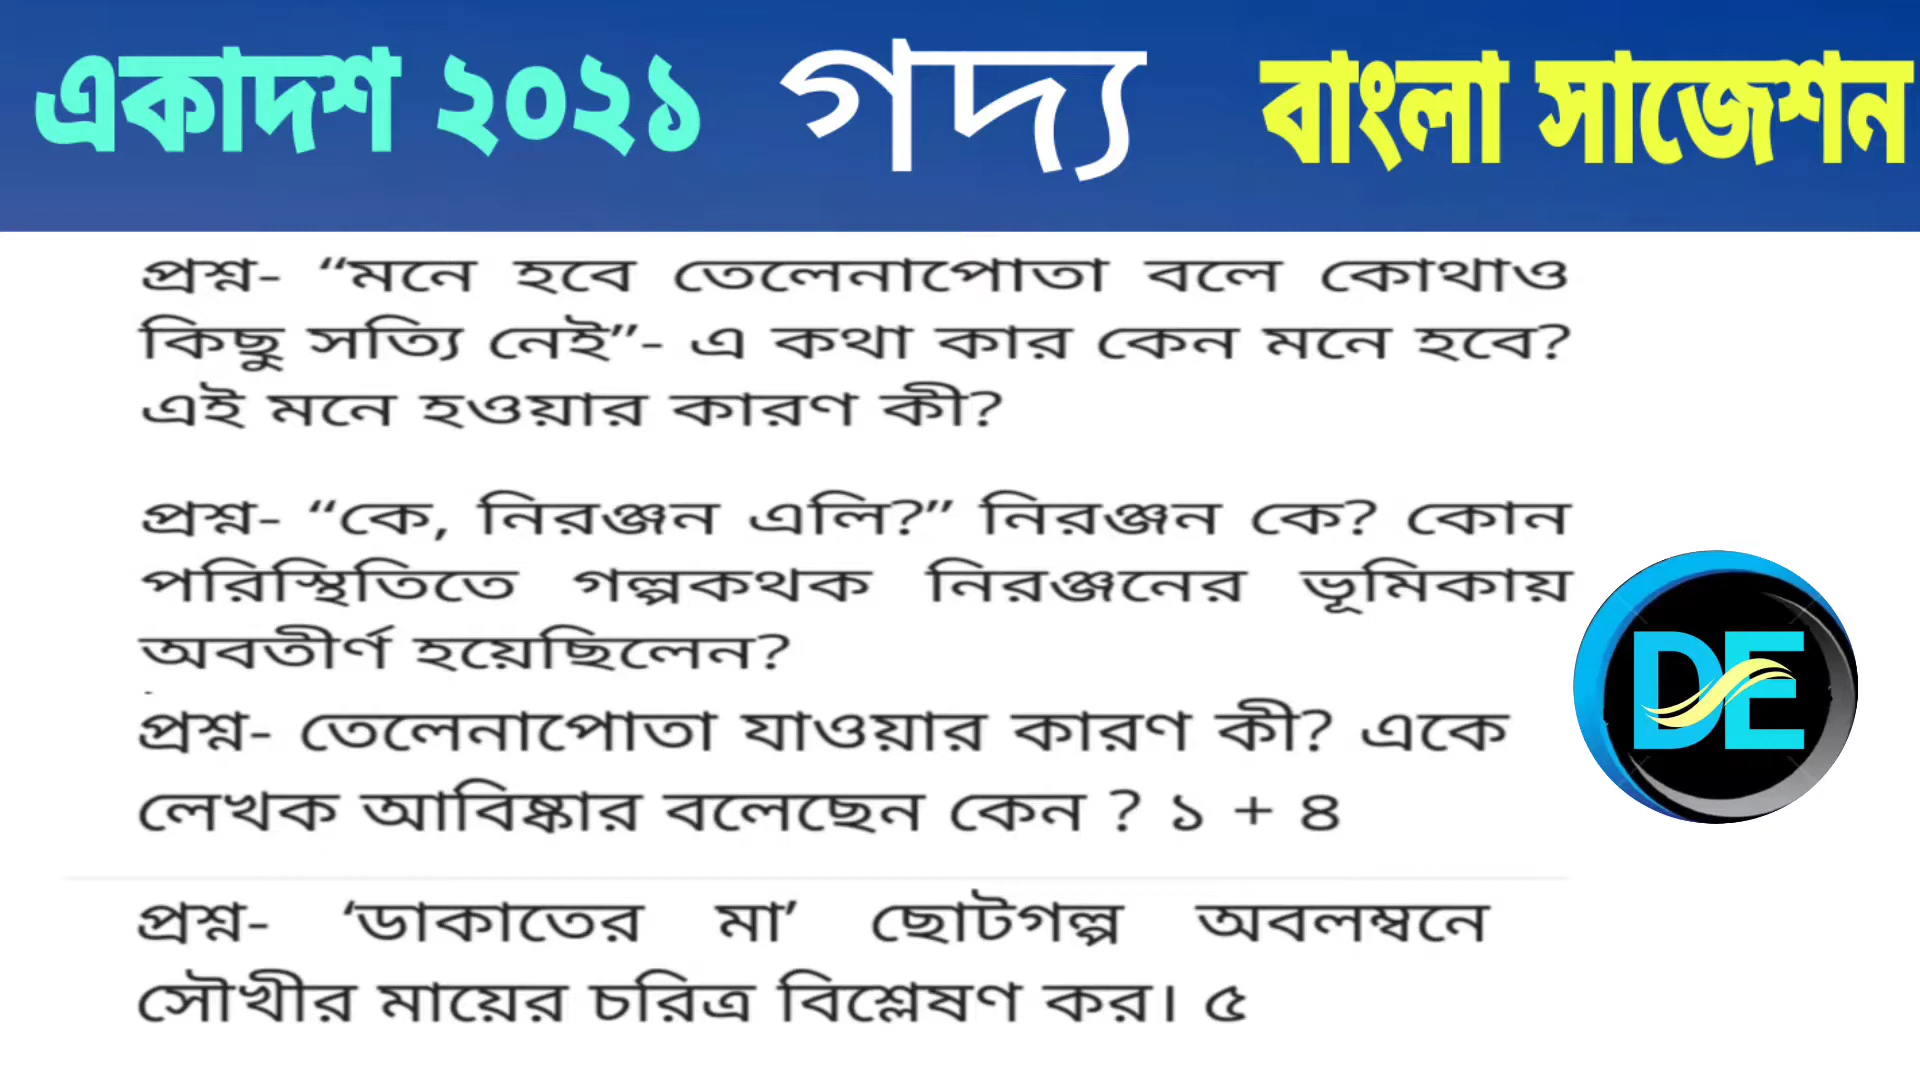 একাদশ ২০২১ গদ্য বাংলা সাজেশন
প্রশ্ন- “মনে হবে তেলেনাপোতা বলে কোথাও
কিছু সত্যি নেই”- এ কথা কার কেন মনে হবে?
এই মনে হওয়ার কারণ কী?
প্রশ্ন- “কে, নিরঞ্জন এলি?” নিরঞ্জন কে? কোন
পরিস্থিতিতে গল্পকথক নিরঞ্জনের ভূমিকায়
অবতীর্ণ হয়েছিলেন?
প্রশ্ন- তেলেনাপোতা যাওয়ার কারণ কী? একে
লেখক আবিষ্কার বলেছেন কেন ? ১ + ৪
DE
প্রশ্ন- ‘ডাকাতের মা’ ছোটগল্প অবলম্বনে
সৌখীর মায়ের চরিত্র বিশ্লেষণ কর। ৫